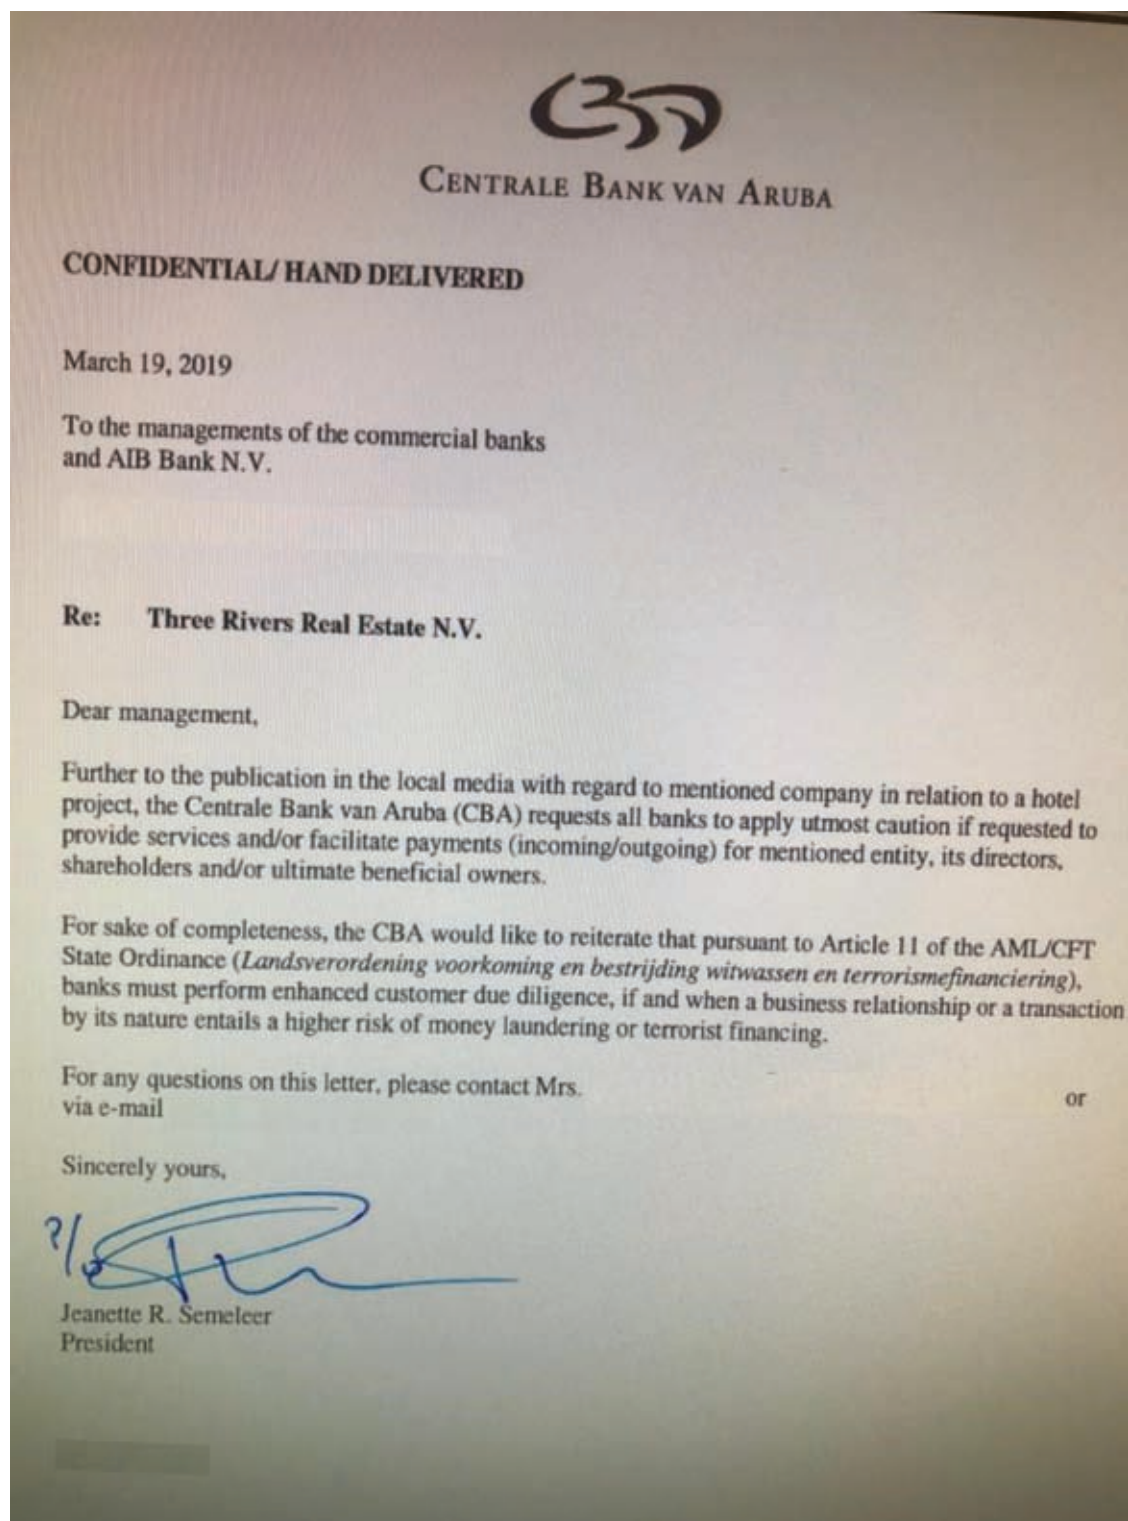 CBA
CENTRALE BANK VAN ARUBA
CONFIDENTIAL/ HAND DELIVERED
March 19, 2019
To the managements of the commercial banks
and AIB Bank N.V.
Re: Three Rivers Real Estate N.V.
Dear management,
Further to the publication in the local media with regard to mentioned company in relation to a hotel
project, the Centrale Bank van Aruba (CBA) requests all banks to apply utmost caution if requested to
provide services and/or facilitate payments (incoming/outgoing) for mentioned entity, its directors,
shareholders and/or ultimate beneficial owners.
For sake of completeness, the CBA would like to reiterate that pursuant to Article 11 of the AML/CFT
State Ordinance (Landsverordening voorkoming en bestrijding witwassen en terrorismefinanciering),
banks must perform enhanced customer due diligence, if and when a business relationship or a transaction
by its nature entails a higher risk of money laundering or terrorist financing.
For any questions on this letter, please contact Mrs. or
via e-mail
Sincerely yours,
Jeanette R. Semeleer
President